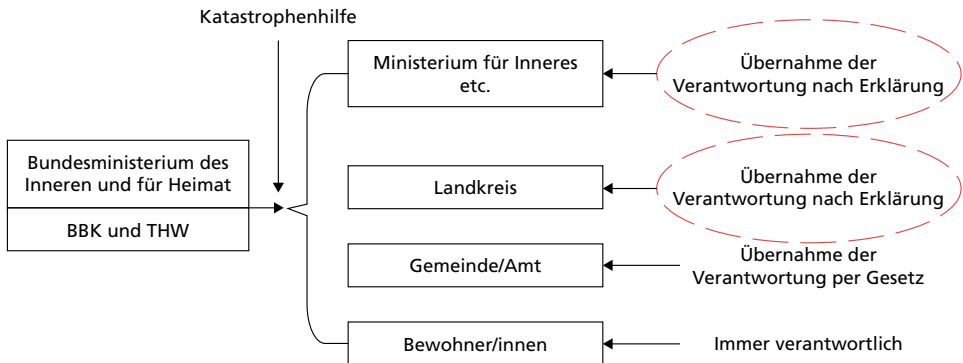 Katastrophenhilfe
Ministerium für Inneres
etc.
Übernahme der
Verantwortung nach Erklärung
Bundesministerium des
Inneren und für Heimat
BBK und THW
Landkreis
Übernahme der
Verantwortung nach Erklärung
Gemeinde/Amt
Übernahme der
Verantwortung per Gesetz
Bewohner/innen
Immer verantwortlich